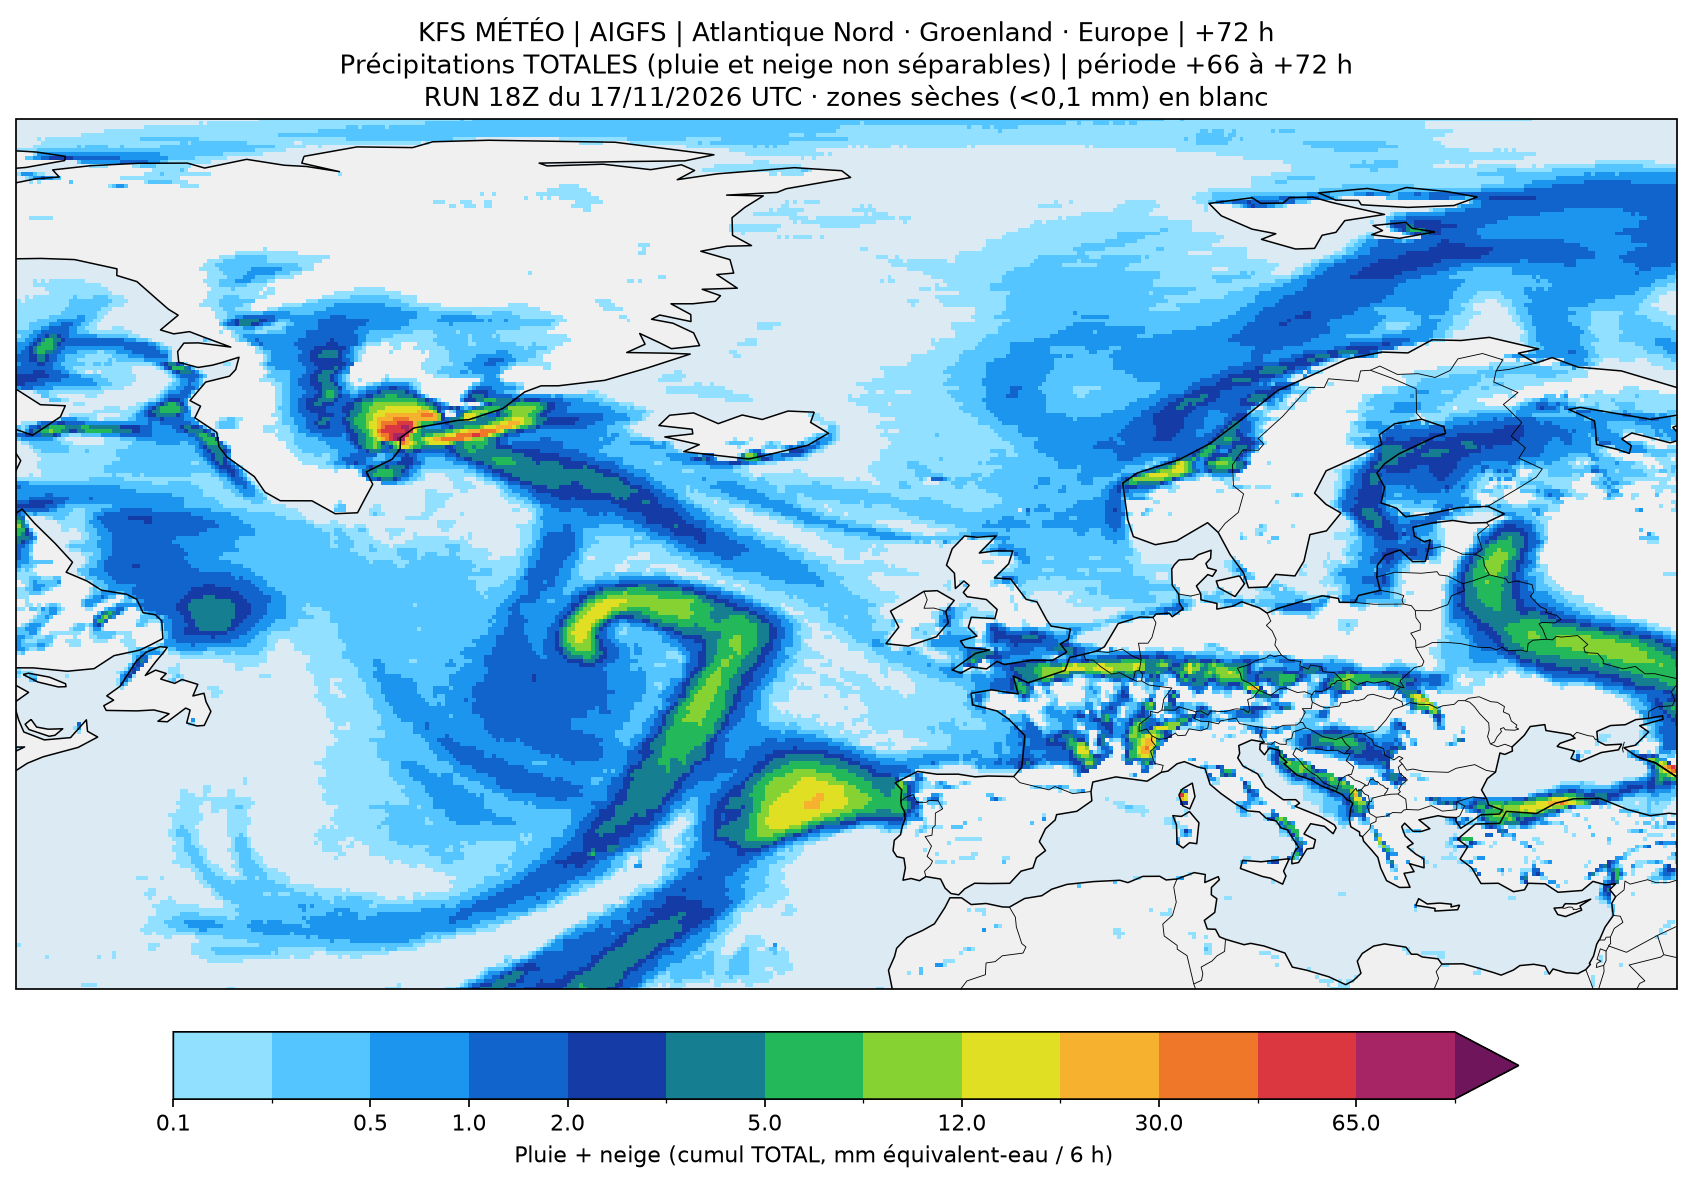 KFS MÉTÉO | AIGFS | Atlantique Nord · Groenland · Europe | +72 h
Précipitations TOTALES (pluie et neige non séparables) | période +66 à +72 h
RUN 18Z du 17/11/2026 UTC · zones sèches (<0,1 mm) en blanc
0.1 0.5 1.0 2.0 5.0 12.0 30.0 65.0
Pluie + neige (cumul TOTAL, mm équivalent-eau / 6 h)